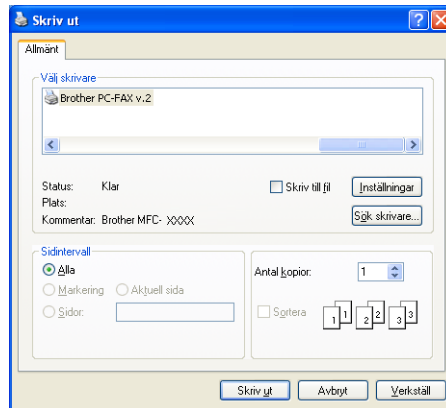 Skriv ut
Allmänt
Välj skrivare
Brother PC-FAX v.2
Status: Klar
Skriv till fil
Inställningar
Plats:
Kommentar: Brother MFC- XXXX
Sök skrivare...
Sidintervall
Alla
Markering
Aktuell sida
Sidor:
Antal kopior: 1
Sortera
1 1 2 2 3 3
Skriv ut
Avbryt
Verkställ